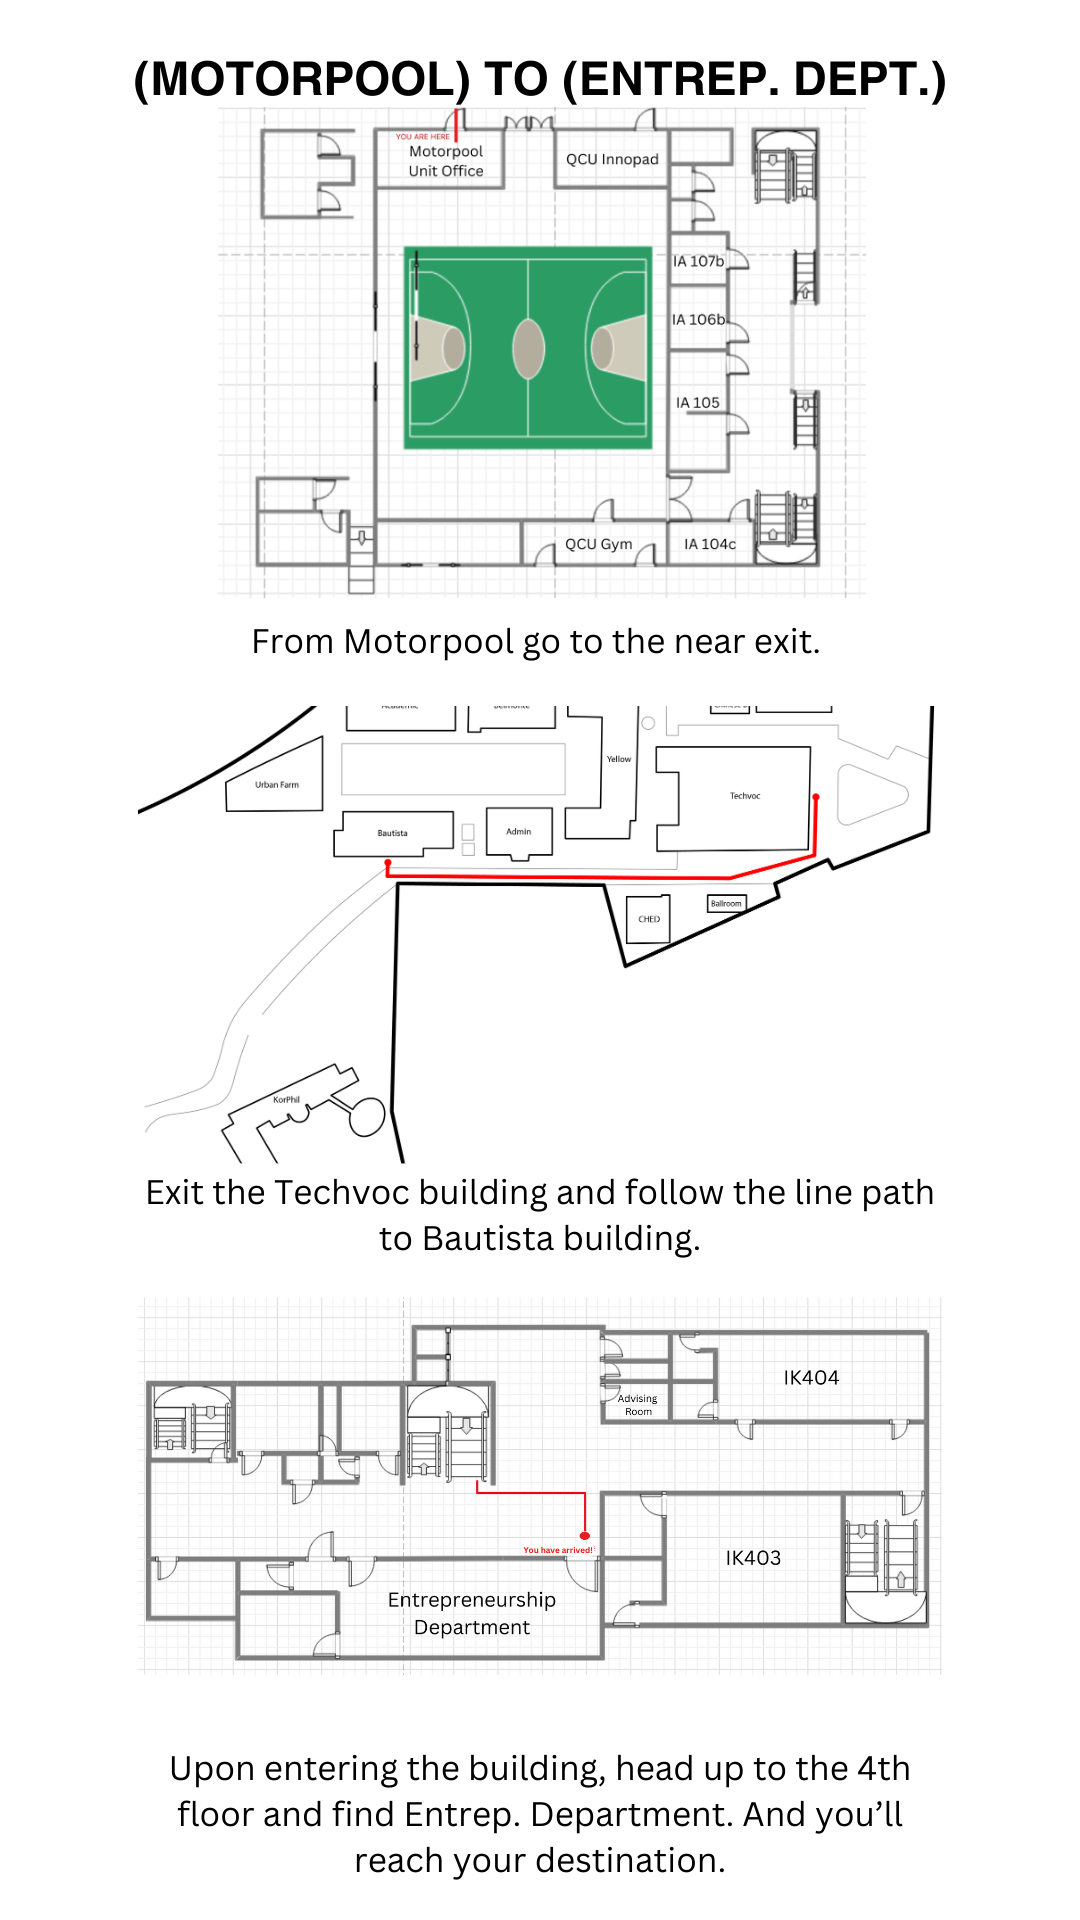 (MOTORPOOL) TO (ENTREP. DEPT.)
YOU ARE HERE
Motorpool
Unit Office
QCU Innopad
IA 107b
IA 106b
IA 105
QCU Gym
IA 104c
From Motorpool go to the near exit.
Academic
Belmonte
Yellow
Urban Farm
Techvoc
Bautista
Admin
CHED
Ballroom
KorPhil
Exit the Techvoc building and follow the line path
to Bautista building.
IK404
Advising
Room
You have arrived!
IK403
Entrepreneurship
Department
Upon entering the building, head up to the 4th
floor and find Entrep. Department. And you’ll
reach your destination.